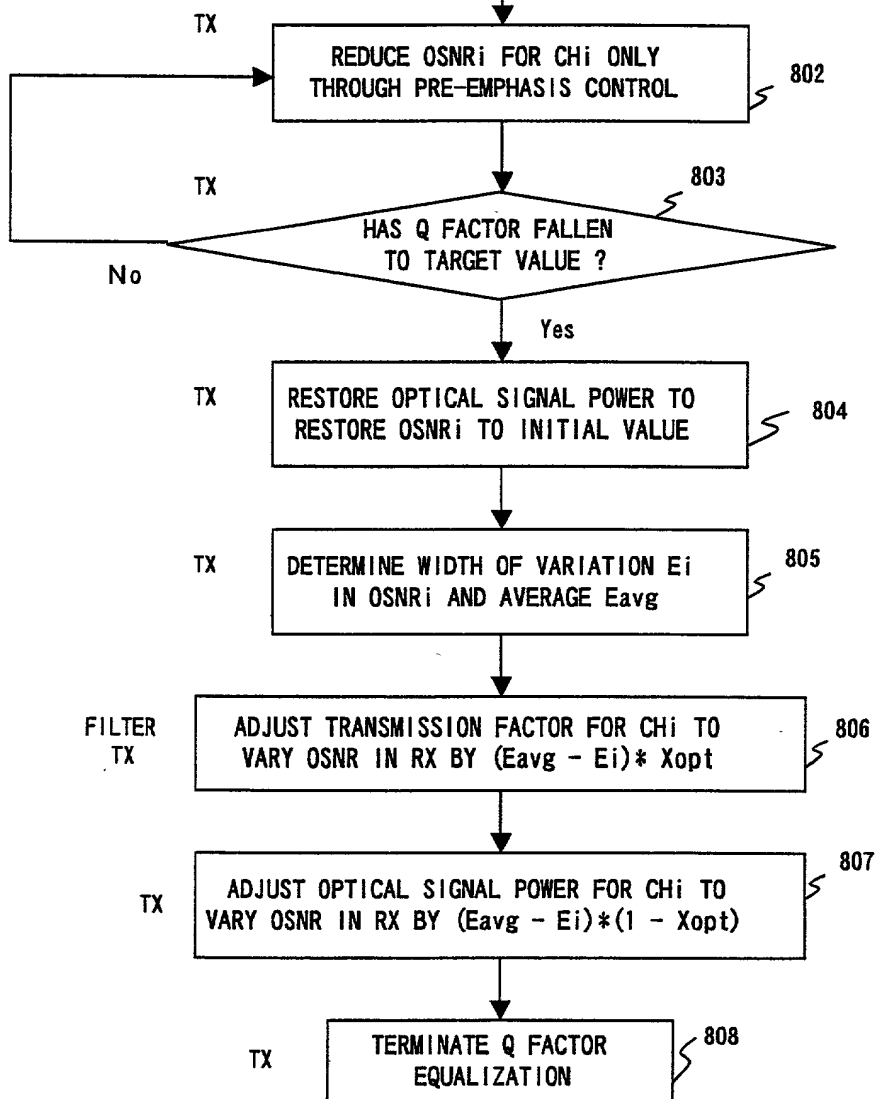 TX
REDUCE OSNRi FOR CHi ONLY
THROUGH PRE-EMPHASIS CONTROL
802
TX
803
HAS Q FACTOR FALLEN
TO TARGET VALUE ?
No
Yes
TX
RESTORE OPTICAL SIGNAL POWER TO
RESTORE OSNRi TO INITIAL VALUE
804
TX
DETERMINE WIDTH OF VARIATION Ei
IN OSNRi AND AVERAGE Eavg
805
FILTER
TX
ADJUST TRANSMISSION FACTOR FOR CHi TO
VARY OSNR IN RX BY (Eavg - Ei)* Xopt
806
TX
ADJUST OPTICAL SIGNAL POWER FOR CHi TO
VARY OSNR IN RX BY (Eavg - Ei)*(1 - Xopt)
807
TX
TERMINATE Q FACTOR
EQUALIZATION
808